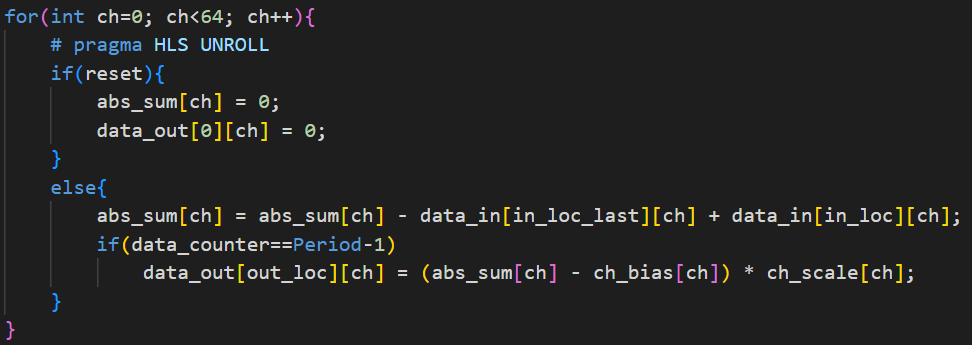 for(int ch=0; ch<64; ch++){
    # pragma HLS UNROLL
    if(reset){
        abs_sum[ch] = 0;
        data_out[0][ch] = 0;
    }
    else{
        abs_sum[ch] = abs_sum[ch] - data_in[in_loc_last][ch] + data_in[in_loc][ch];
        if(data_counter==Period-1)
            data_out[out_loc][ch] = (abs_sum[ch] - ch_bias[ch]) * ch_scale[ch];
    }
}